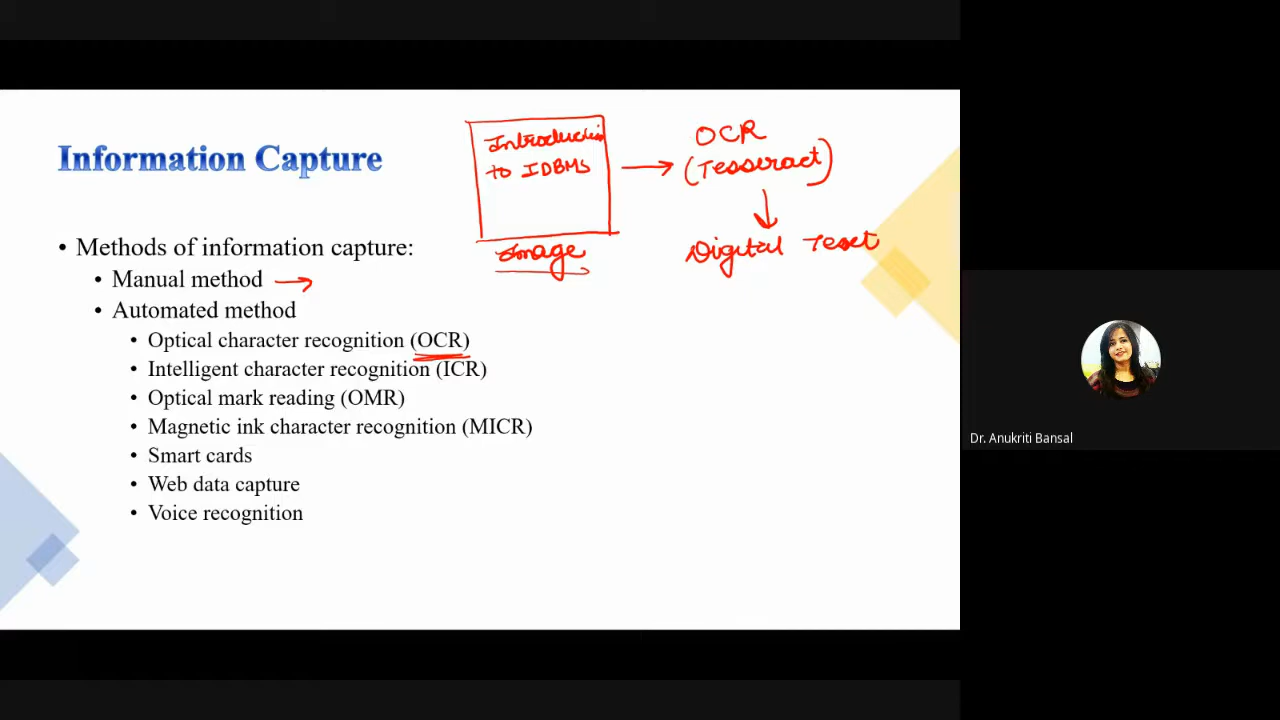 Information Capture
Introduction
to IDBMS
Image
OCR
(Tesseract)
Digital Text
• Methods of information capture:
• Manual method
• Automated method
• Optical character recognition (OCR)
• Intelligent character recognition (ICR)
• Optical mark reading (OMR)
• Magnetic ink character recognition (MICR)
• Smart cards
• Web data capture
• Voice recognition
Dr. Anukriti Bansal